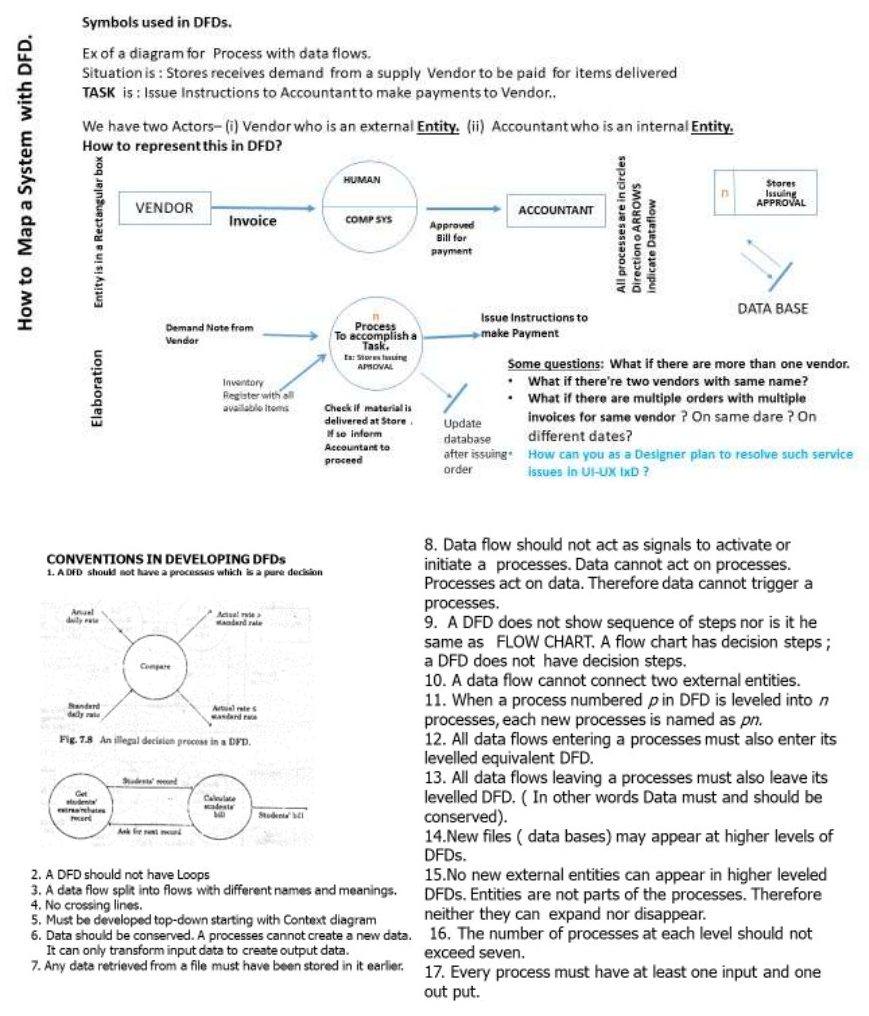 How to Map a System with DFD.
Symbols used in DFDs.
Ex of a diagram for Process with data flows.
Situation is : Stores receives demand from a supply Vendor to be paid for items delivered
TASK is : Issue Instructions to Accountant to make payments to Vendor..
We have two Actors– (i) Vendor who is an external Entity. (ii) Accountant who is an internal Entity.
How to represent this in DFD?
Entity is in a Rectangular box
VENDOR
Invoice
HUMAN
COMP SYS
Approved
Bill for
payment
ACCOUNTANT
All processes are in circles
Direction o ARROWS
indicate Dataflow
n
Stores
Issuing
APPROVAL
DATA BASE
Elaboration
Demand Note from
Vendor
Inventory
Register with all
available items
n
Process
To accomplish a
Task.
Ex: Stores Issuing
APROVAL
Check if material is
delivered at Store .
If so inform
Accountant to
proceed
Issue Instructions to
make Payment
Update
database
after issuing
order
Some questions: What if there are more than one vendor.
• What if there're two vendors with same name?
• What if there are multiple orders with multiple
invoices for same vendor ? On same dare ? On
different dates?
• How can you as a Designer plan to resolve such service
issues in UI-UX IxD ?
CONVENTIONS IN DEVELOPING DFDs
1. A DFD should not have a processes which is a pure decision
Actual
daily rate
Actual rate >
standard rate
Compare
Standard
daily rate
Actual rate ≤
standard rate
Fig. 7.8 An illegal decision process in a DFD.
Students' record
Get
students'
record
Calculate
students'
bill
Students' bill
Ask for next record
2. A DFD should not have Loops
3. A data flow split into flows with different names and meanings.
4. No crossing lines.
5. Must be developed top-down starting with Context diagram
6. Data should be conserved. A processes cannot create a new data.
It can only transform input data to create output data.
7. Any data retrieved from a file must have been stored in it earlier.
8. Data flow should not act as signals to activate or
initiate a processes. Data cannot act on processes.
Processes act on data. Therefore data cannot trigger a
processes.
9. A DFD does not show sequence of steps nor is it he
same as FLOW CHART. A flow chart has decision steps ;
a DFD does not have decision steps.
10. A data flow cannot connect two external entities.
11. When a process numbered p in DFD is leveled into n
processes, each new processes is named as pn.
12. All data flows entering a processes must also enter its
levelled equivalent DFD.
13. All data flows leaving a processes must also leave its
levelled DFD. ( In other words Data must and should be
conserved).
14.New files ( data bases) may appear at higher levels of
DFDs.
15.No new external entities can appear in higher leveled
DFDs. Entities are not parts of the processes. Therefore
neither they can expand nor disappear.
16. The number of processes at each level should not
exceed seven.
17. Every process must have at least one input and one
out put.